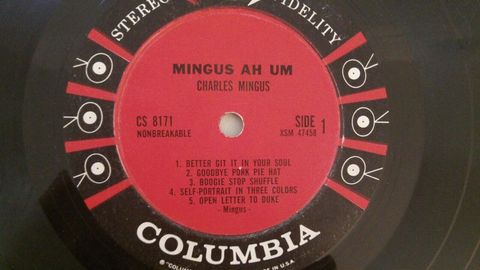 STEREO FIDELITY
MINGUS AH UM
CHARLES MINGUS
CS 8171
NONBREAKABLE
SIDE 1
XSM 47458
1. BETTER GIT IT IN YOUR SOUL
2. GOODBYE PORK PIE HAT
3. BOOGIE STOP SHUFFLE
4. SELF-PORTRAIT IN THREE COLORS
5. OPEN LETTER TO DUKE
- Mingus -
COLUMBIA
® "COLUM IN U.S.A.